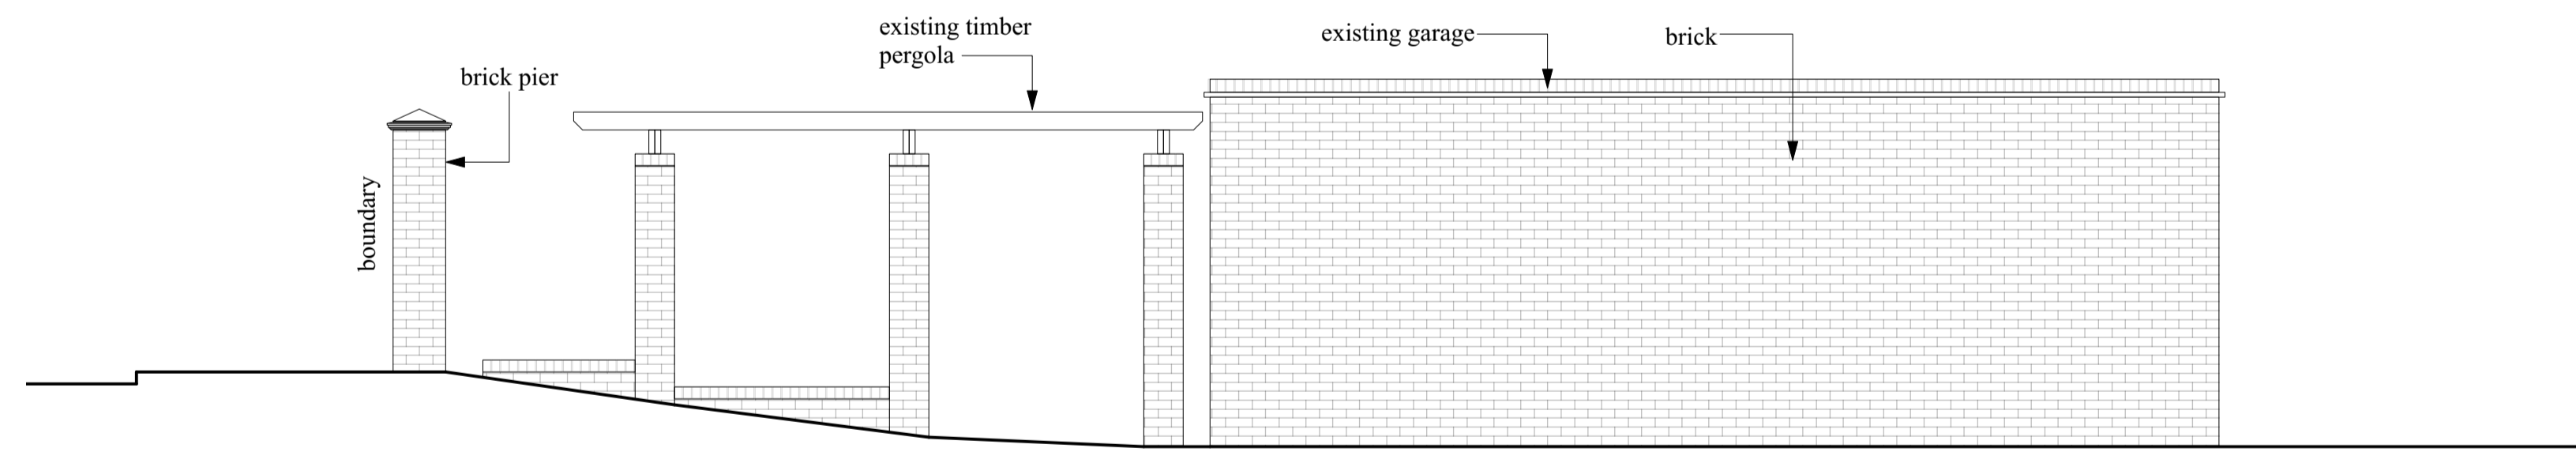 existing timber
pergola
existing garage
brick
brick pier
boundary